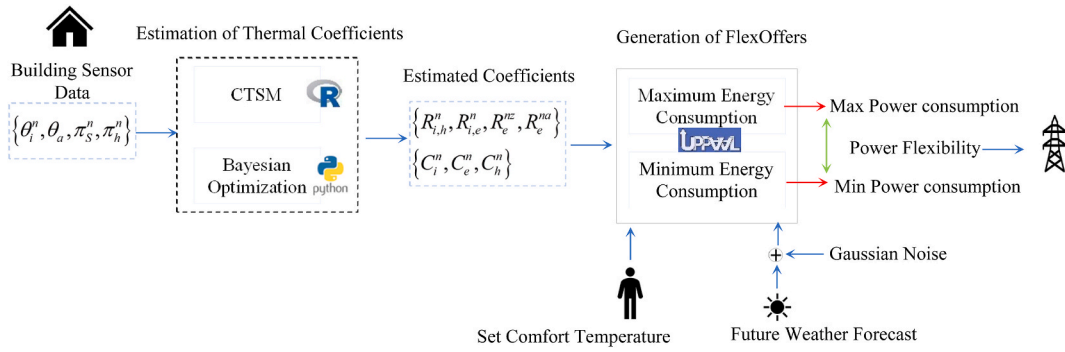 Estimation of Thermal Coefficients
Generation of FlexOffers
Building Sensor
Data
{θ_i^n, θ_a, π_S^n, π_h^n}
CTSM
R
Bayesian
Optimization
python
Estimated Coefficients
{R_{i,h}^n, R_{i,e}^n, R_e^{nz}, R_e^{na}}
{C_i^n, C_e^n, C_h^n}
Maximum Energy
Consumption
UPPAAL
Minimum Energy
Consumption
Max Power consumption
Power Flexibility
Min Power consumption
+
Gaussian Noise
Set Comfort Temperature
Future Weather Forecast